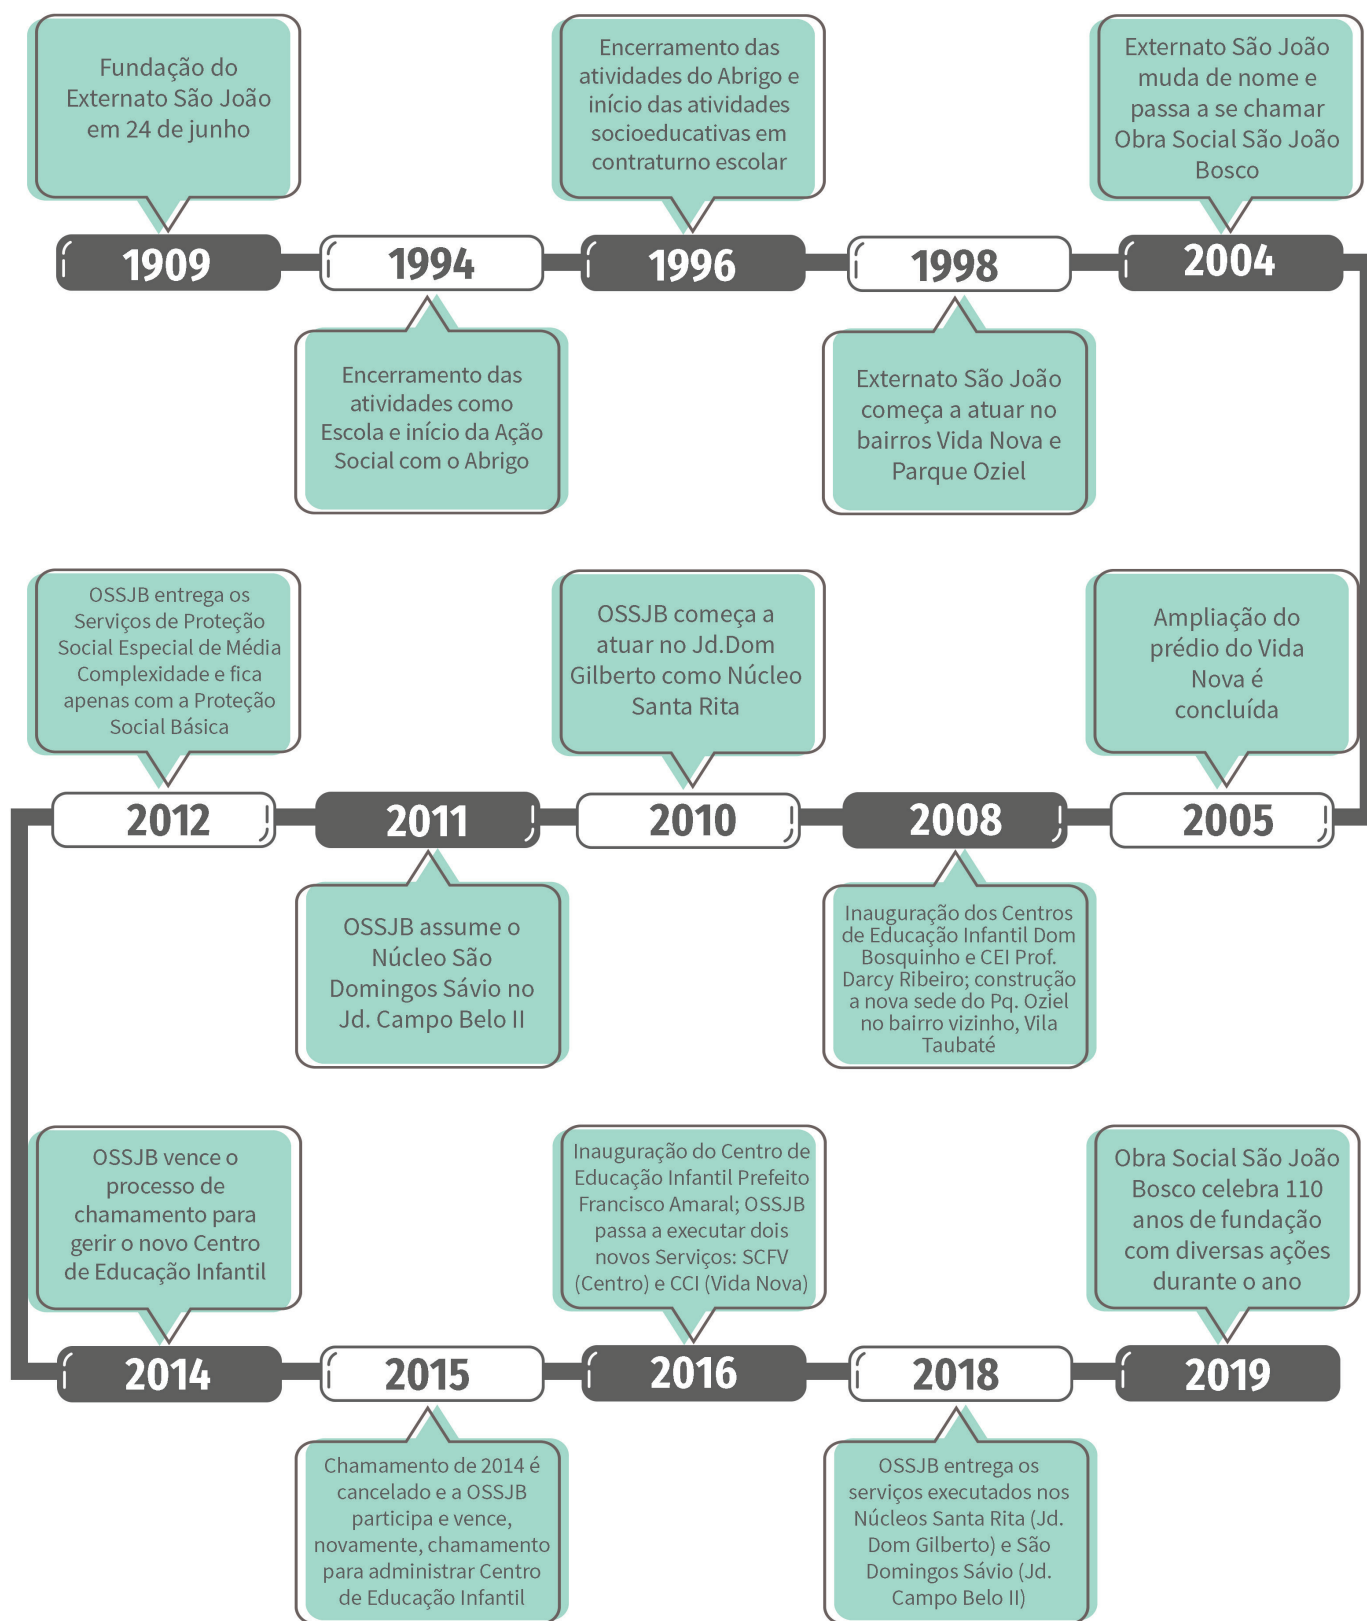 Fundação do
Externato São João
em 24 de junho
1909
1994
Encerramento das
atividades como
Escola e início da Ação
Social com o Abrigo
Encerramento das
atividades do Abrigo e
início das atividades
socioeducativas em
contraturno escolar
1996
1998
Externato São João
começa a atuar no
bairros Vida Nova e
Parque Oziel
Externato São João
muda de nome e
passa a se chamar
Obra Social São João
Bosco
2004
Ampliação do
prédio do Vida
Nova é
concluída
2005
2008
Inauguração dos Centros
de Educação Infantil Dom
Bosquinho e CEI Prof.
Darcy Ribeiro; construção
a nova sede do Pq. Oziel
no bairro vizinho, Vila
Taubaté
OSSJB começa a
atuar no Jd.Dom
Gilberto como Núcleo
Santa Rita
2010
2011
OSSJB assume o
Núcleo São
Domingos Sávio no
Jd. Campo Belo II
OSSJB entrega os
Serviços de Proteção
Social Especial de Média
Complexidade e fica
apenas com a Proteção
Social Básica
2012
OSSJB vence o
processo de
chamamento para
gerir o novo Centro
de Educação Infantil
2014
2015
Chamamento de 2014 é
cancelado e a OSSJB
participa e vence,
novamente, chamamento
para administrar Centro
de Educação Infantil
Inauguração do Centro de
Educação Infantil Prefeito
Francisco Amaral; OSSJB
passa a executar dois
novos Serviços: SCFV
(Centro) e CCI (Vida Nova)
2016
2018
OSSJB entrega os
serviços executados nos
Núcleos Santa Rita (Jd.
Dom Gilberto) e São
Domingos Sávio (Jd.
Campo Belo II)
Obra Social São João
Bosco celebra 110
anos de fundação
com diversas ações
durante o ano
2019